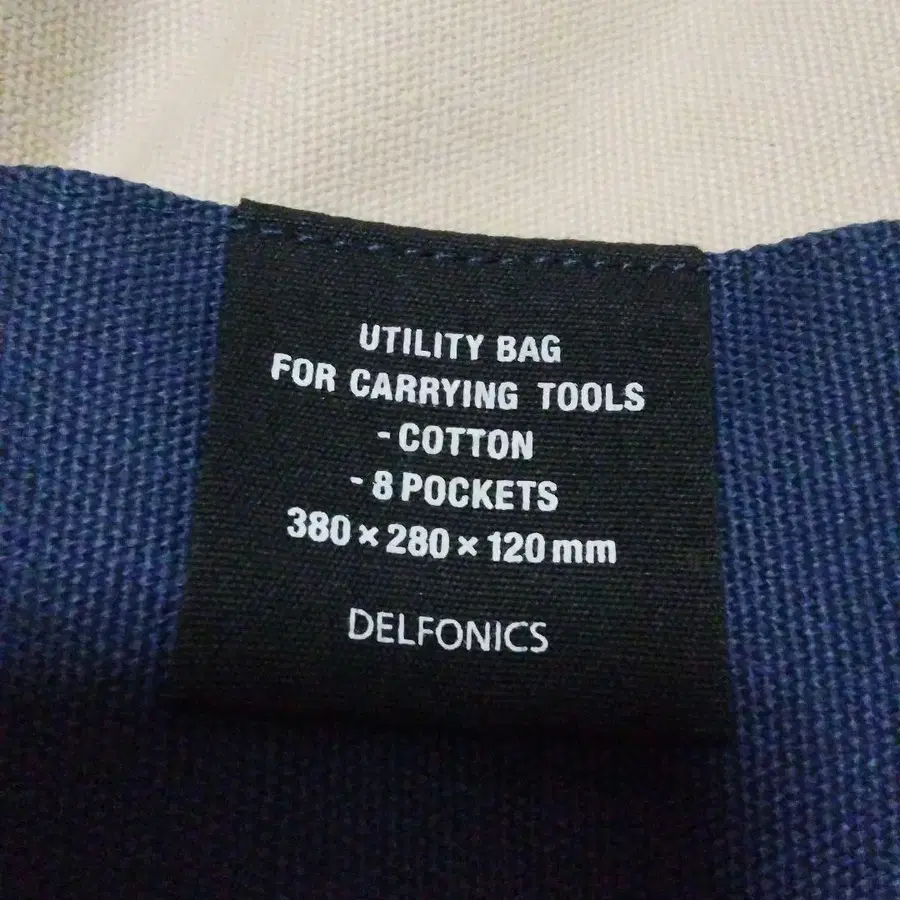 UTILITY BAG
FOR CARRYING TOOLS
- COTTON
- 8 POCKETS
380 × 280 × 120 mm
DELFONICS